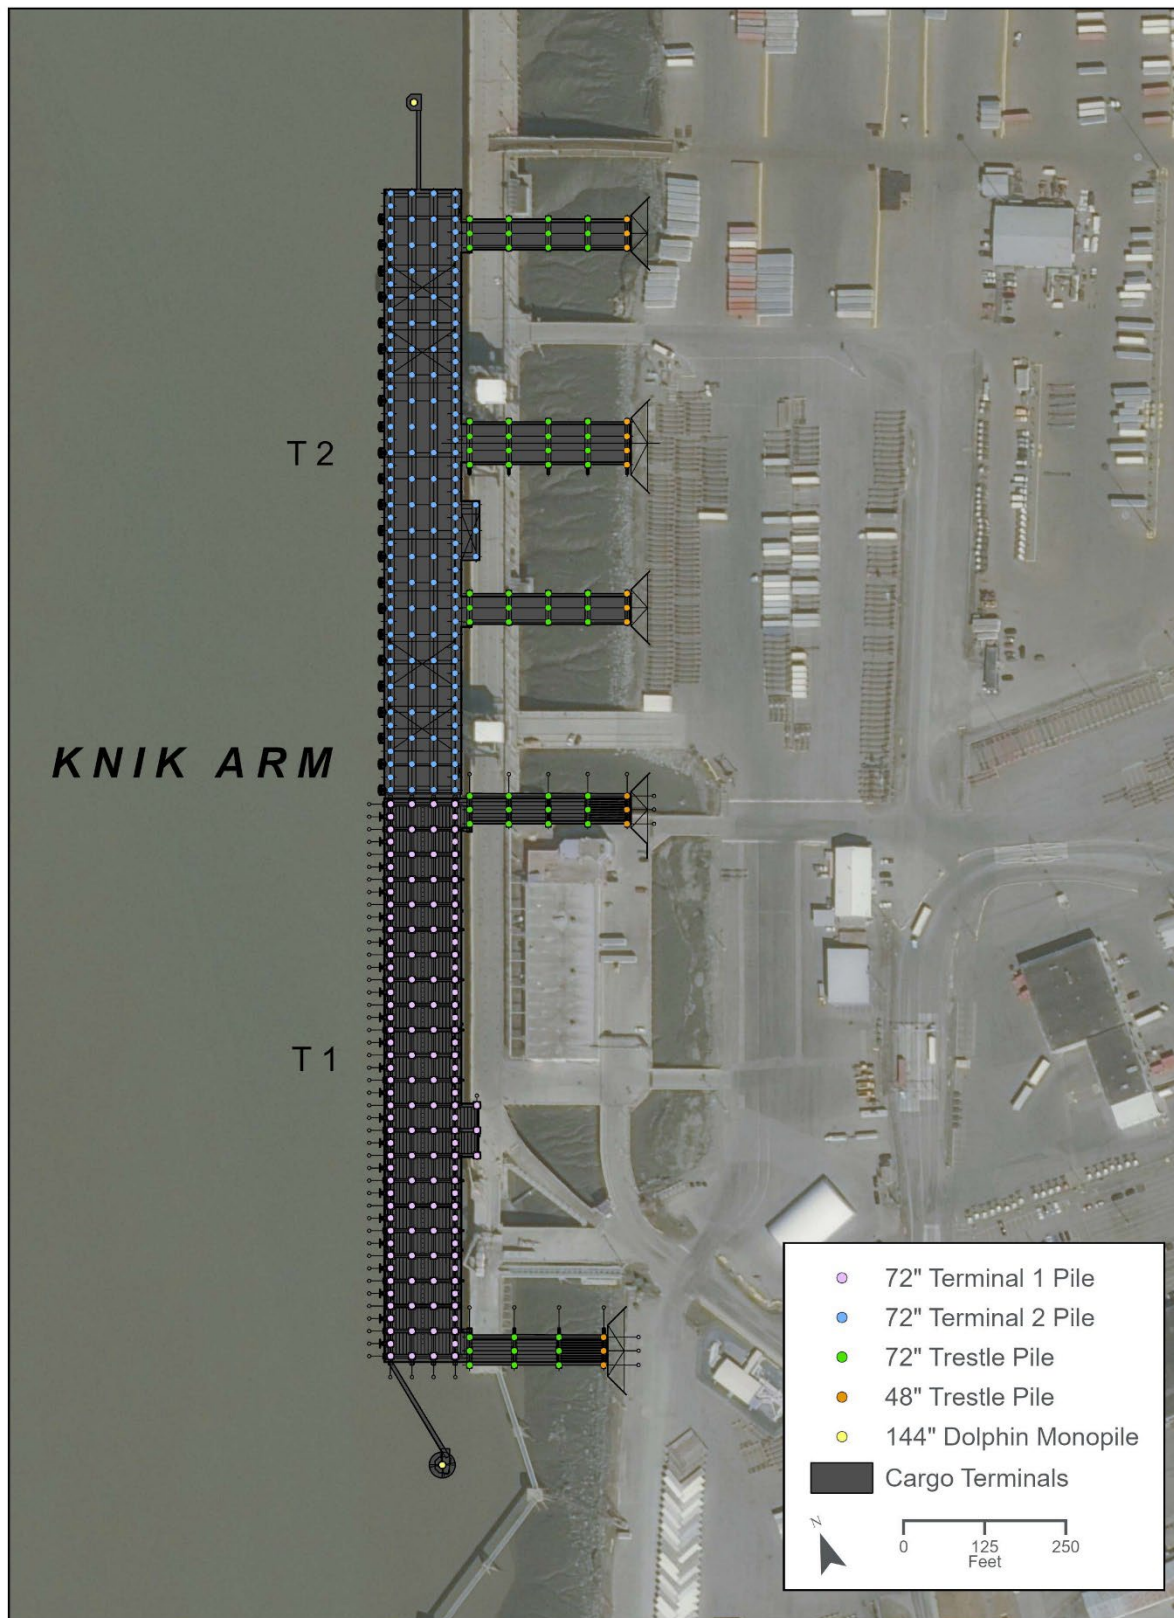 T 2
KNIK ARM
T 1
72" Terminal 1 Pile
72" Terminal 2 Pile
72" Trestle Pile
48" Trestle Pile
144" Dolphin Monopile
Cargo Terminals
N
0 125 250
Feet